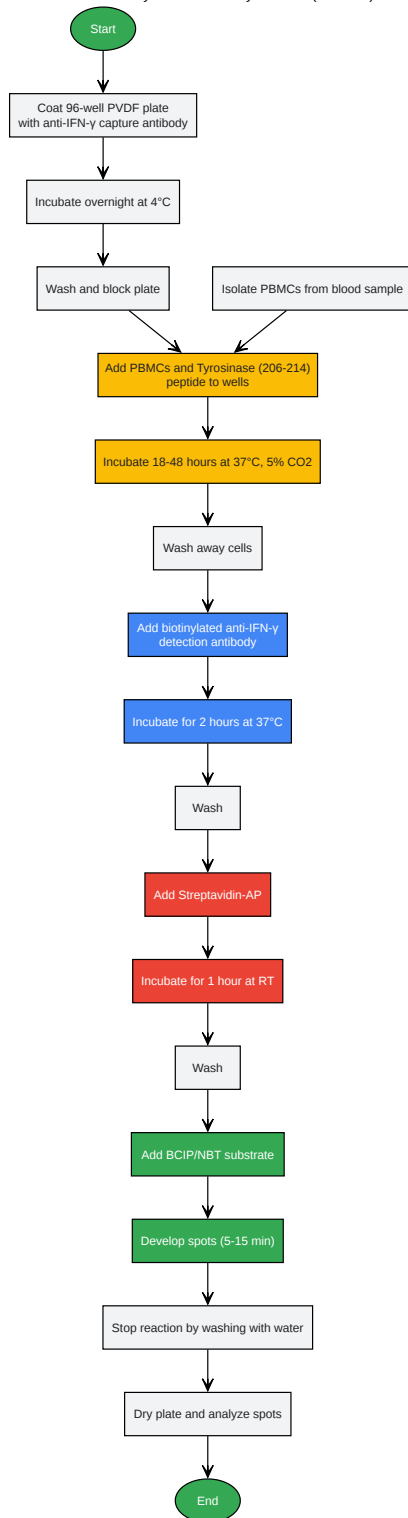 Start
Coat 96-well PVDF plate
with anti-IFN-γ capture antibody
Incubate overnight at 4°C
Wash and block plate
Isolate PBMCs from blood sample
Add PBMCs and Tyrosinase (206-214)
peptide to wells
Incubate 18-48 hours at 37°C, 5% CO2
Wash away cells
Add biotinylated anti-IFN-γ
detection antibody
Incubate for 2 hours at 37°C
Wash
Add Streptavidin-AP
Incubate for 1 hour at RT
Wash
Add BCIP/NBT substrate
Develop spots (5-15 min)
Stop reaction by washing with water
Dry plate and analyze spots
End